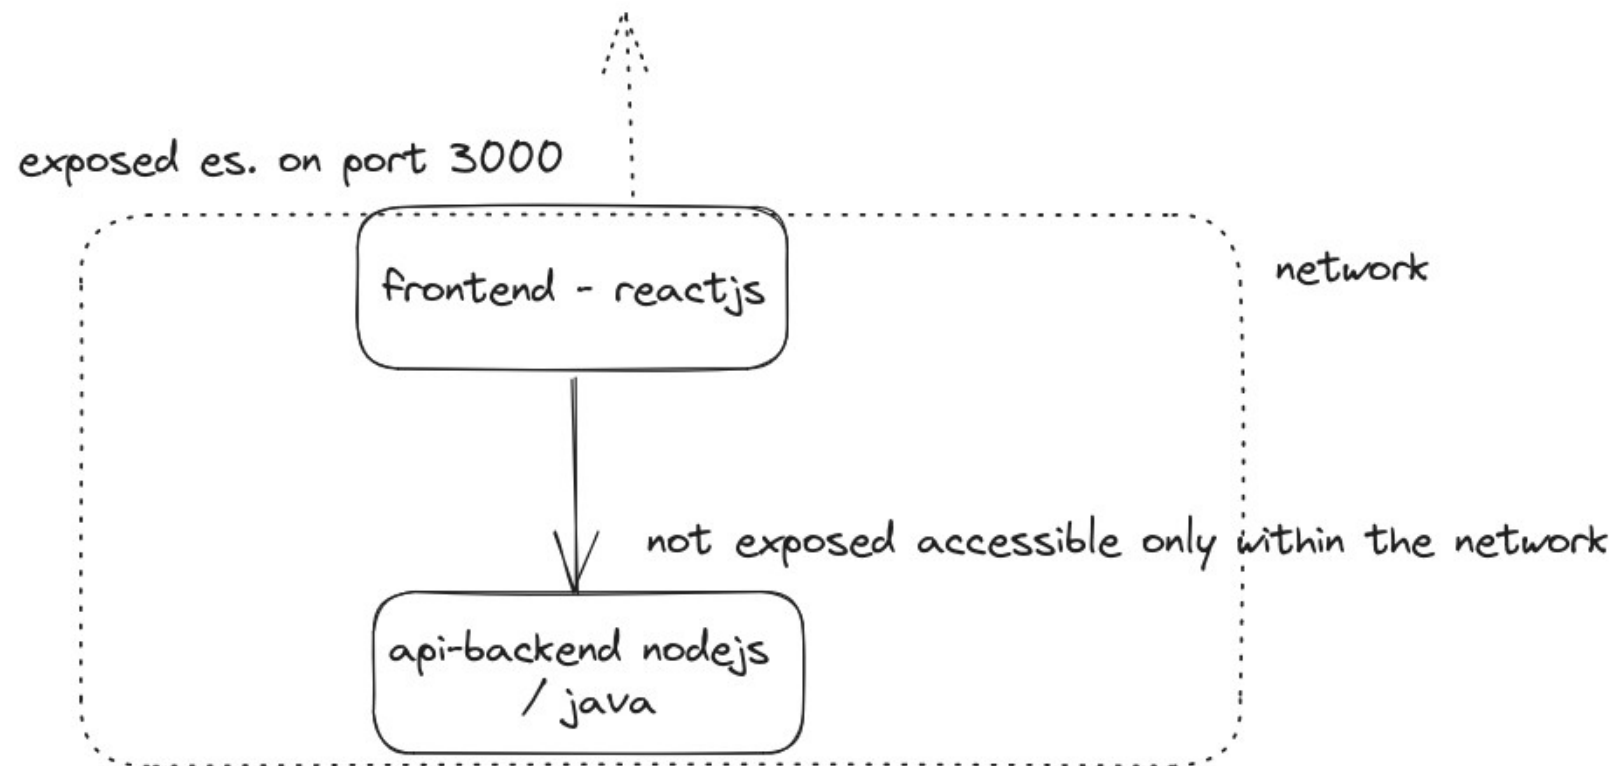 exposed es. on port 3000
frontend - reactjs
network
not exposed accessible only within the network
api-backend nodejs
/ java